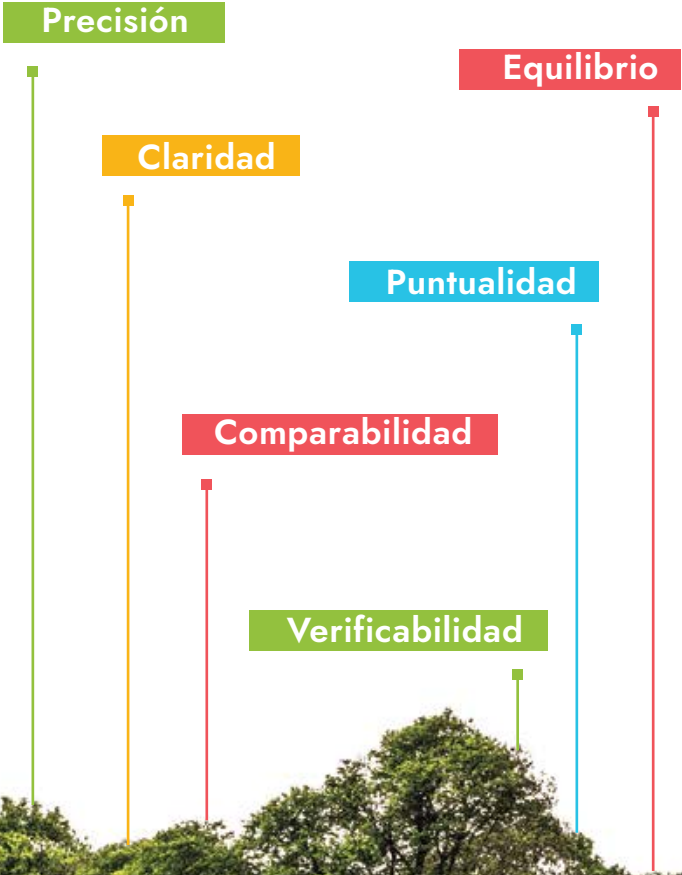 Precisión
Equilibrio
Claridad
Puntualidad
Comparabilidad
Verificabilidad